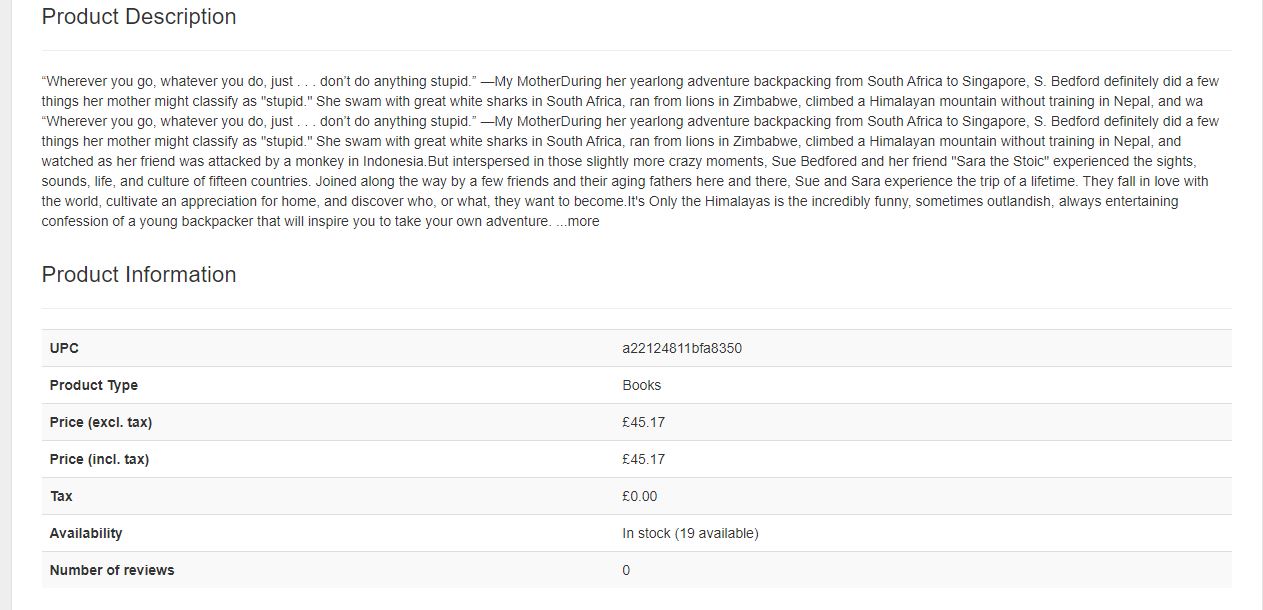 Product Description
“Wherever you go, whatever you do, just . . . don’t do anything stupid.” —My MotherDuring her yearlong adventure backpacking from South Africa to Singapore, S. Bedford definitely did a few
things her mother might classify as "stupid." She swam with great white sharks in South Africa, ran from lions in Zimbabwe, climbed a Himalayan mountain without training in Nepal, and wa
“Wherever you go, whatever you do, just . . . don’t do anything stupid.” —My MotherDuring her yearlong adventure backpacking from South Africa to Singapore, S. Bedford definitely did a few
things her mother might classify as "stupid." She swam with great white sharks in South Africa, ran from lions in Zimbabwe, climbed a Himalayan mountain without training in Nepal, and
watched as her friend was attacked by a monkey in Indonesia.But interspersed in those slightly more crazy moments, Sue Bedfored and her friend "Sara the Stoic" experienced the sights,
sounds, life, and culture of fifteen countries. Joined along the way by a few friends and their aging fathers here and there, Sue and Sara experience the trip of a lifetime. They fall in love with
the world, cultivate an appreciation for home, and discover who, or what, they want to become.It's Only the Himalayas is the incredibly funny, sometimes outlandish, always entertaining
confession of a young backpacker that will inspire you to take your own adventure. ...more
Product Information
UPC a22124811bfa8350
Product Type Books
Price (excl. tax) £45.17
Price (incl. tax) £45.17
Tax £0.00
Availability In stock (19 available)
Number of reviews 0